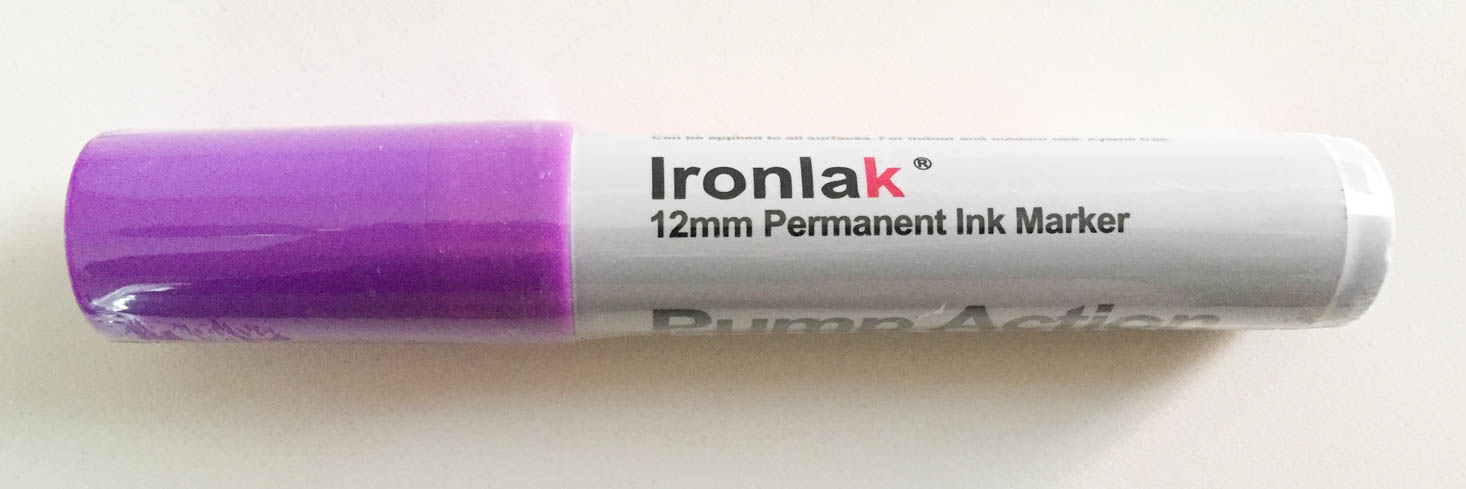 Can be applied to all surfaces. For indoor and outdoor use. Xylene free.
Ironlak®
12mm Permanent Ink Marker
Pump Action